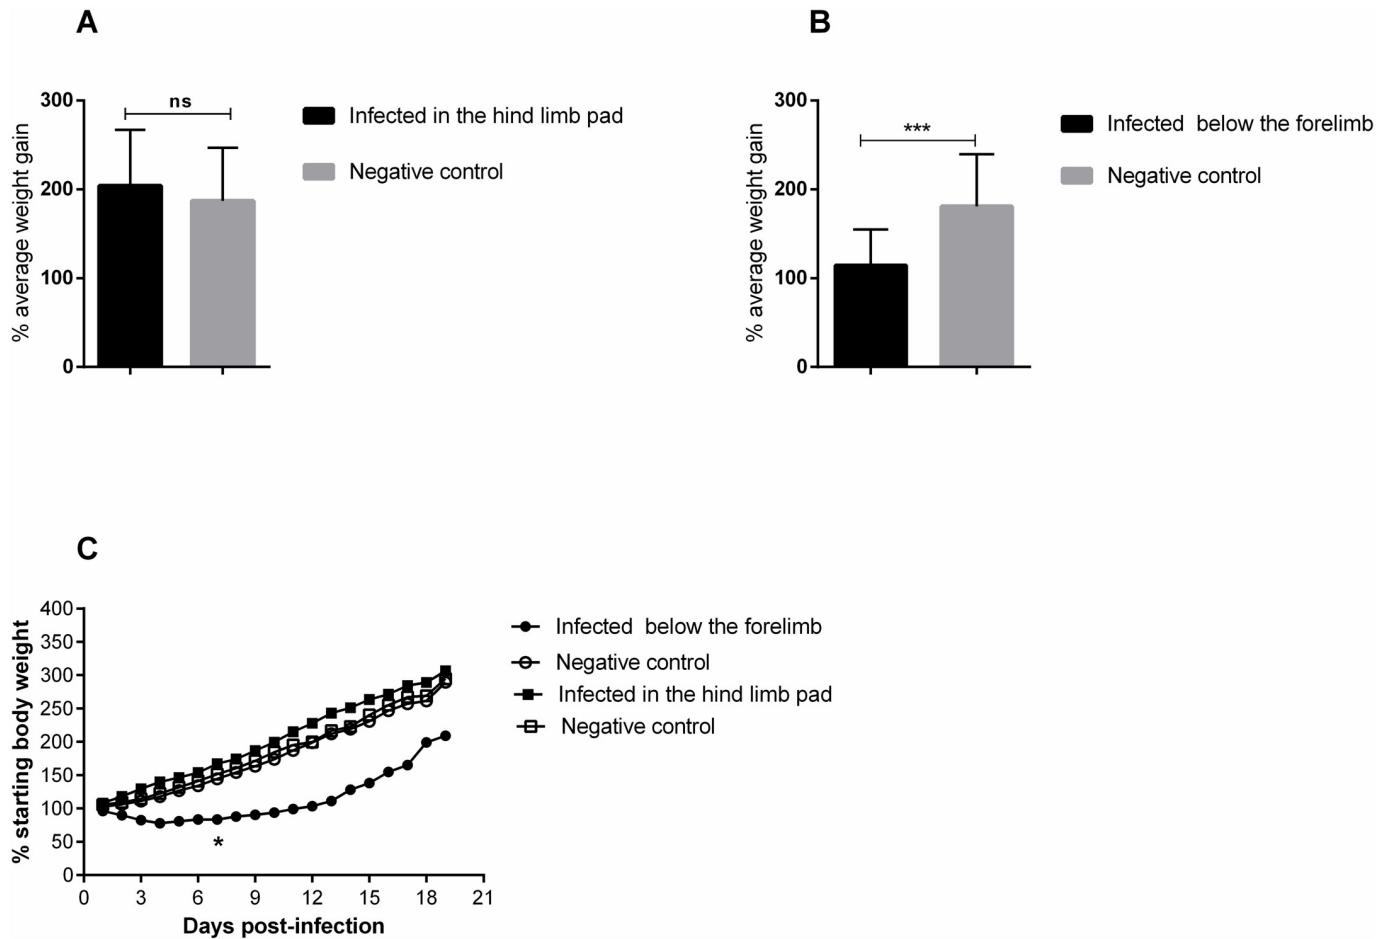 A
% average weight gain
300
200
100
0
ns
Infected in the hind limb pad
Negative control
B
% average weight gain
300
200
100
0
***
Infected below the forelimb
Negative control
C
% starting body weight
400
350
300
250
200
150
100
50
0
*
0 3 6 9 12 15 18 21
Days post-infection
Infected below the forelimb
Negative control
Infected in the hind limb pad
Negative control